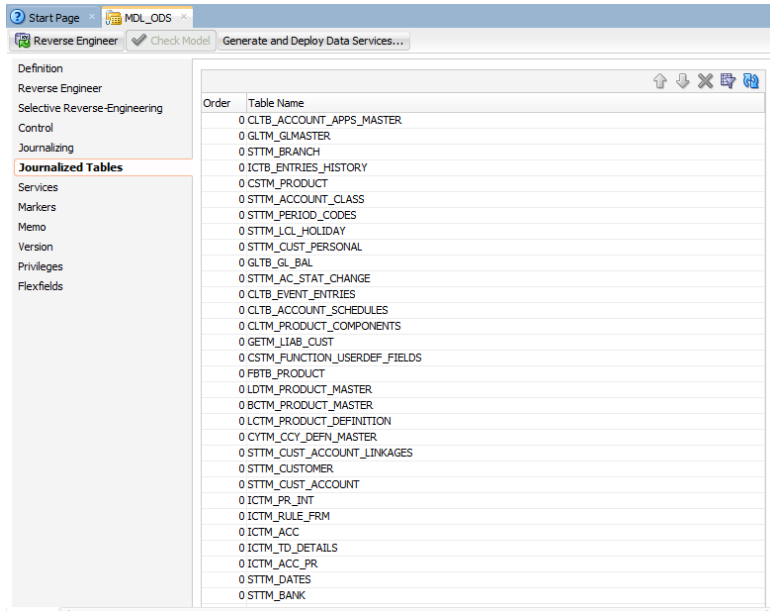 Start Page MDL_ODS
Reverse Engineer Check Model Generate and Deploy Data Services...
Definition
Reverse Engineer
Selective Reverse-Engineering
Control
Journalizing
Journalized Tables
Services
Markers
Memo
Version
Privileges
Flexfields
Order Table Name
0 CLTB_ACCOUNT_APPS_MASTER
0 GLTM_GLMASTER
0 STTM_BRANCH
0 ICTB_ENTRIES_HISTORY
0 CSTM_PRODUCT
0 STTM_ACCOUNT_CLASS
0 STTM_PERIOD_CODES
0 STTM_LCL_HOLIDAY
0 STTM_CUST_PERSONAL
0 GLTB_GL_BAL
0 STTM_AC_STAT_CHANGE
0 CLTB_EVENT_ENTRIES
0 CLTB_ACCOUNT_SCHEDULES
0 CLTM_PRODUCT_COMPONENTS
0 GETM_LIAB_CUST
0 CSTM_FUNCTION_USERDEF_FIELDS
0 FBTB_PRODUCT
0 LDTM_PRODUCT_MASTER
0 BCTM_PRODUCT_MASTER
0 LCTM_PRODUCT_DEFINITION
0 CYTM_CCY_DEFN_MASTER
0 STTM_CUST_ACCOUNT_LINKAGES
0 STTM_CUSTOMER
0 STTM_CUST_ACCOUNT
0 ICTM_PR_INT
0 ICTM_RULE_FRM
0 ICTM_ACC
0 ICTM_TD_DETAILS
0 ICTM_ACC_PR
0 STTM_DATES
0 STTM_BANK